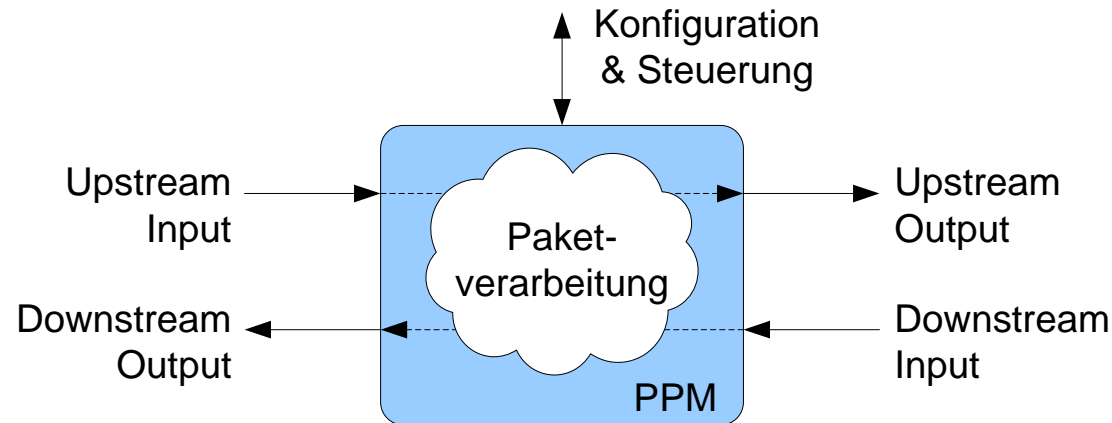 Konfiguration
& Steuerung
Upstream
Input
Upstream
Output
Paket-
verarbeitung
Downstream
Output
Downstream
Input
PPM